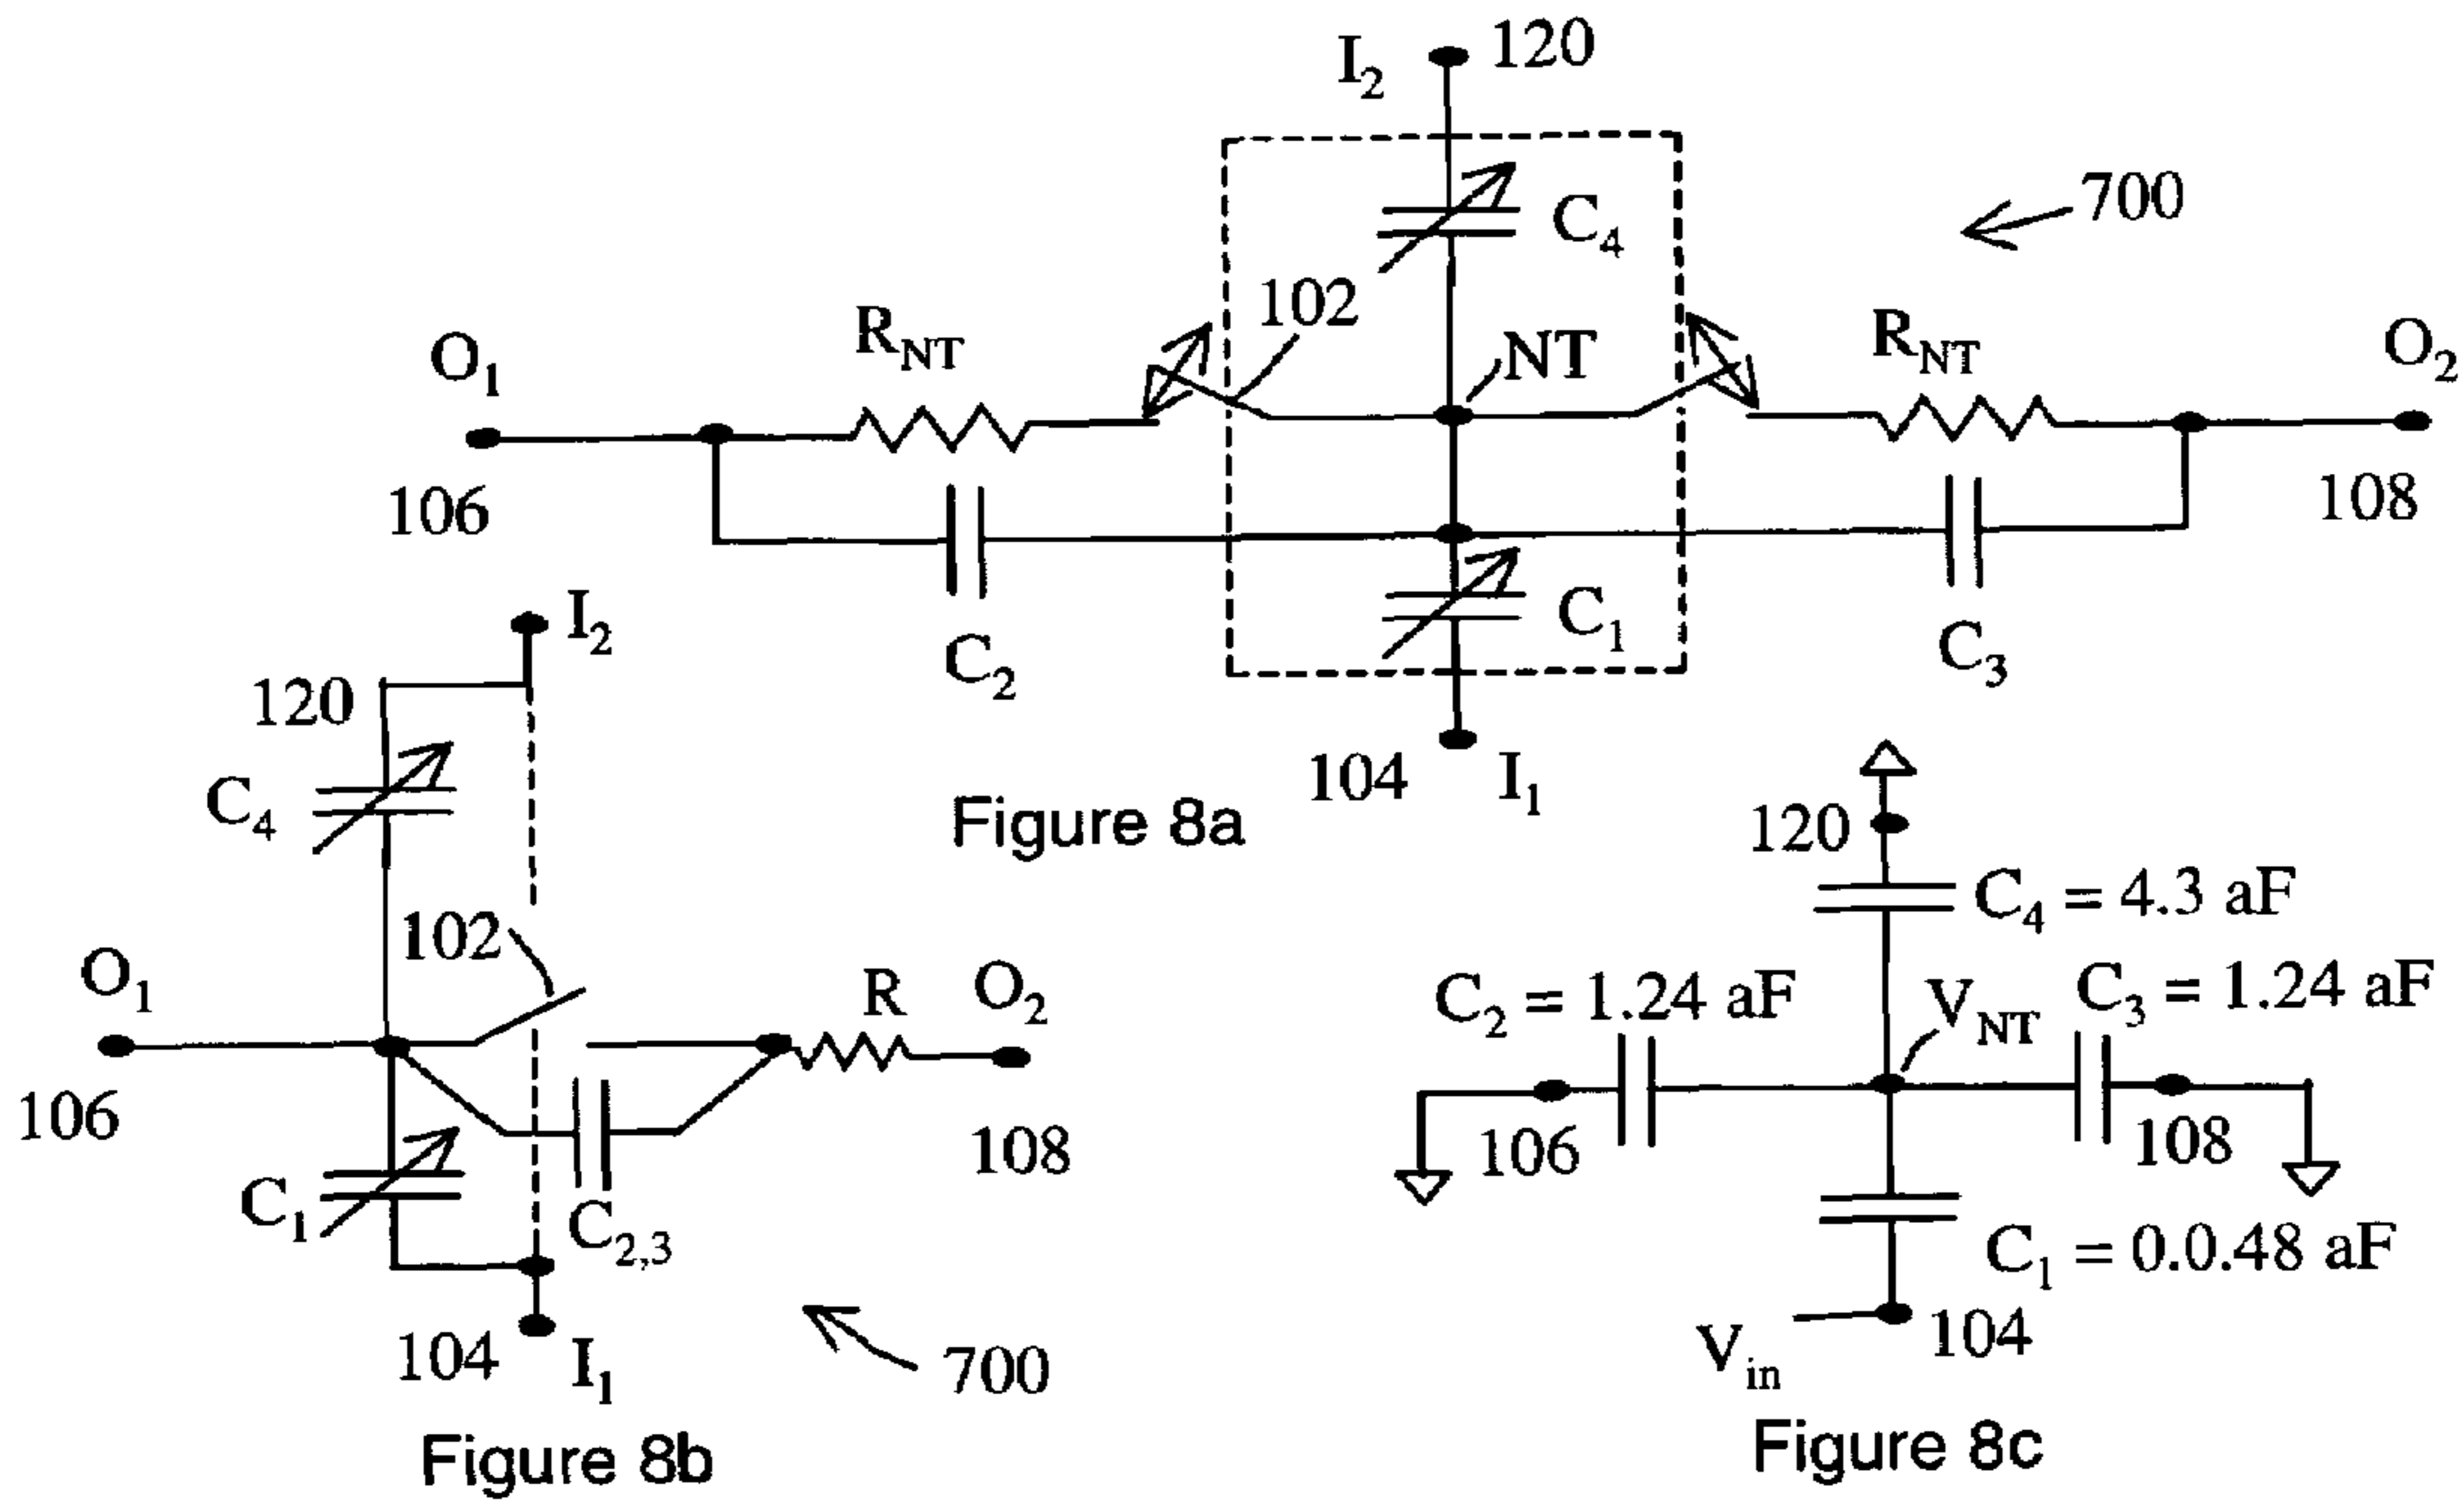 I2 120
C4
700
102
O1 RNT NT RNT O2
106 108
C2 C1 C3
104 I1
Figure 8a
I2
120
C4
102
O1 R O2
106 108
C1 C2,3
104 I1
700
Figure 8b
120
C4 = 4.3 aF
C2 = 1.24 aF VNT C3 = 1.24 aF
106 108
C1 = 0.0.48 aF
Vin 104
Figure 8c